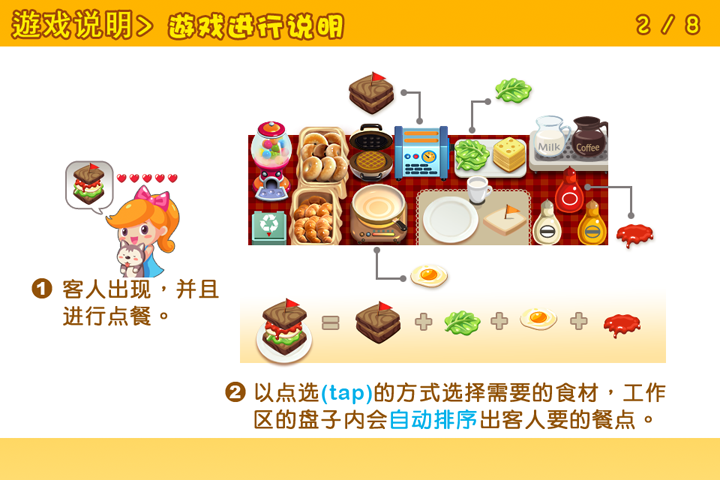 遊戏说明> 遊戏进行说明 2 / 8
Milk Coffee
1 客人出现，并且
进行点餐。
2 以点选(tap)的方式选择需要的食材，工作
区的盘子内会自动排序出客人要的餐点。